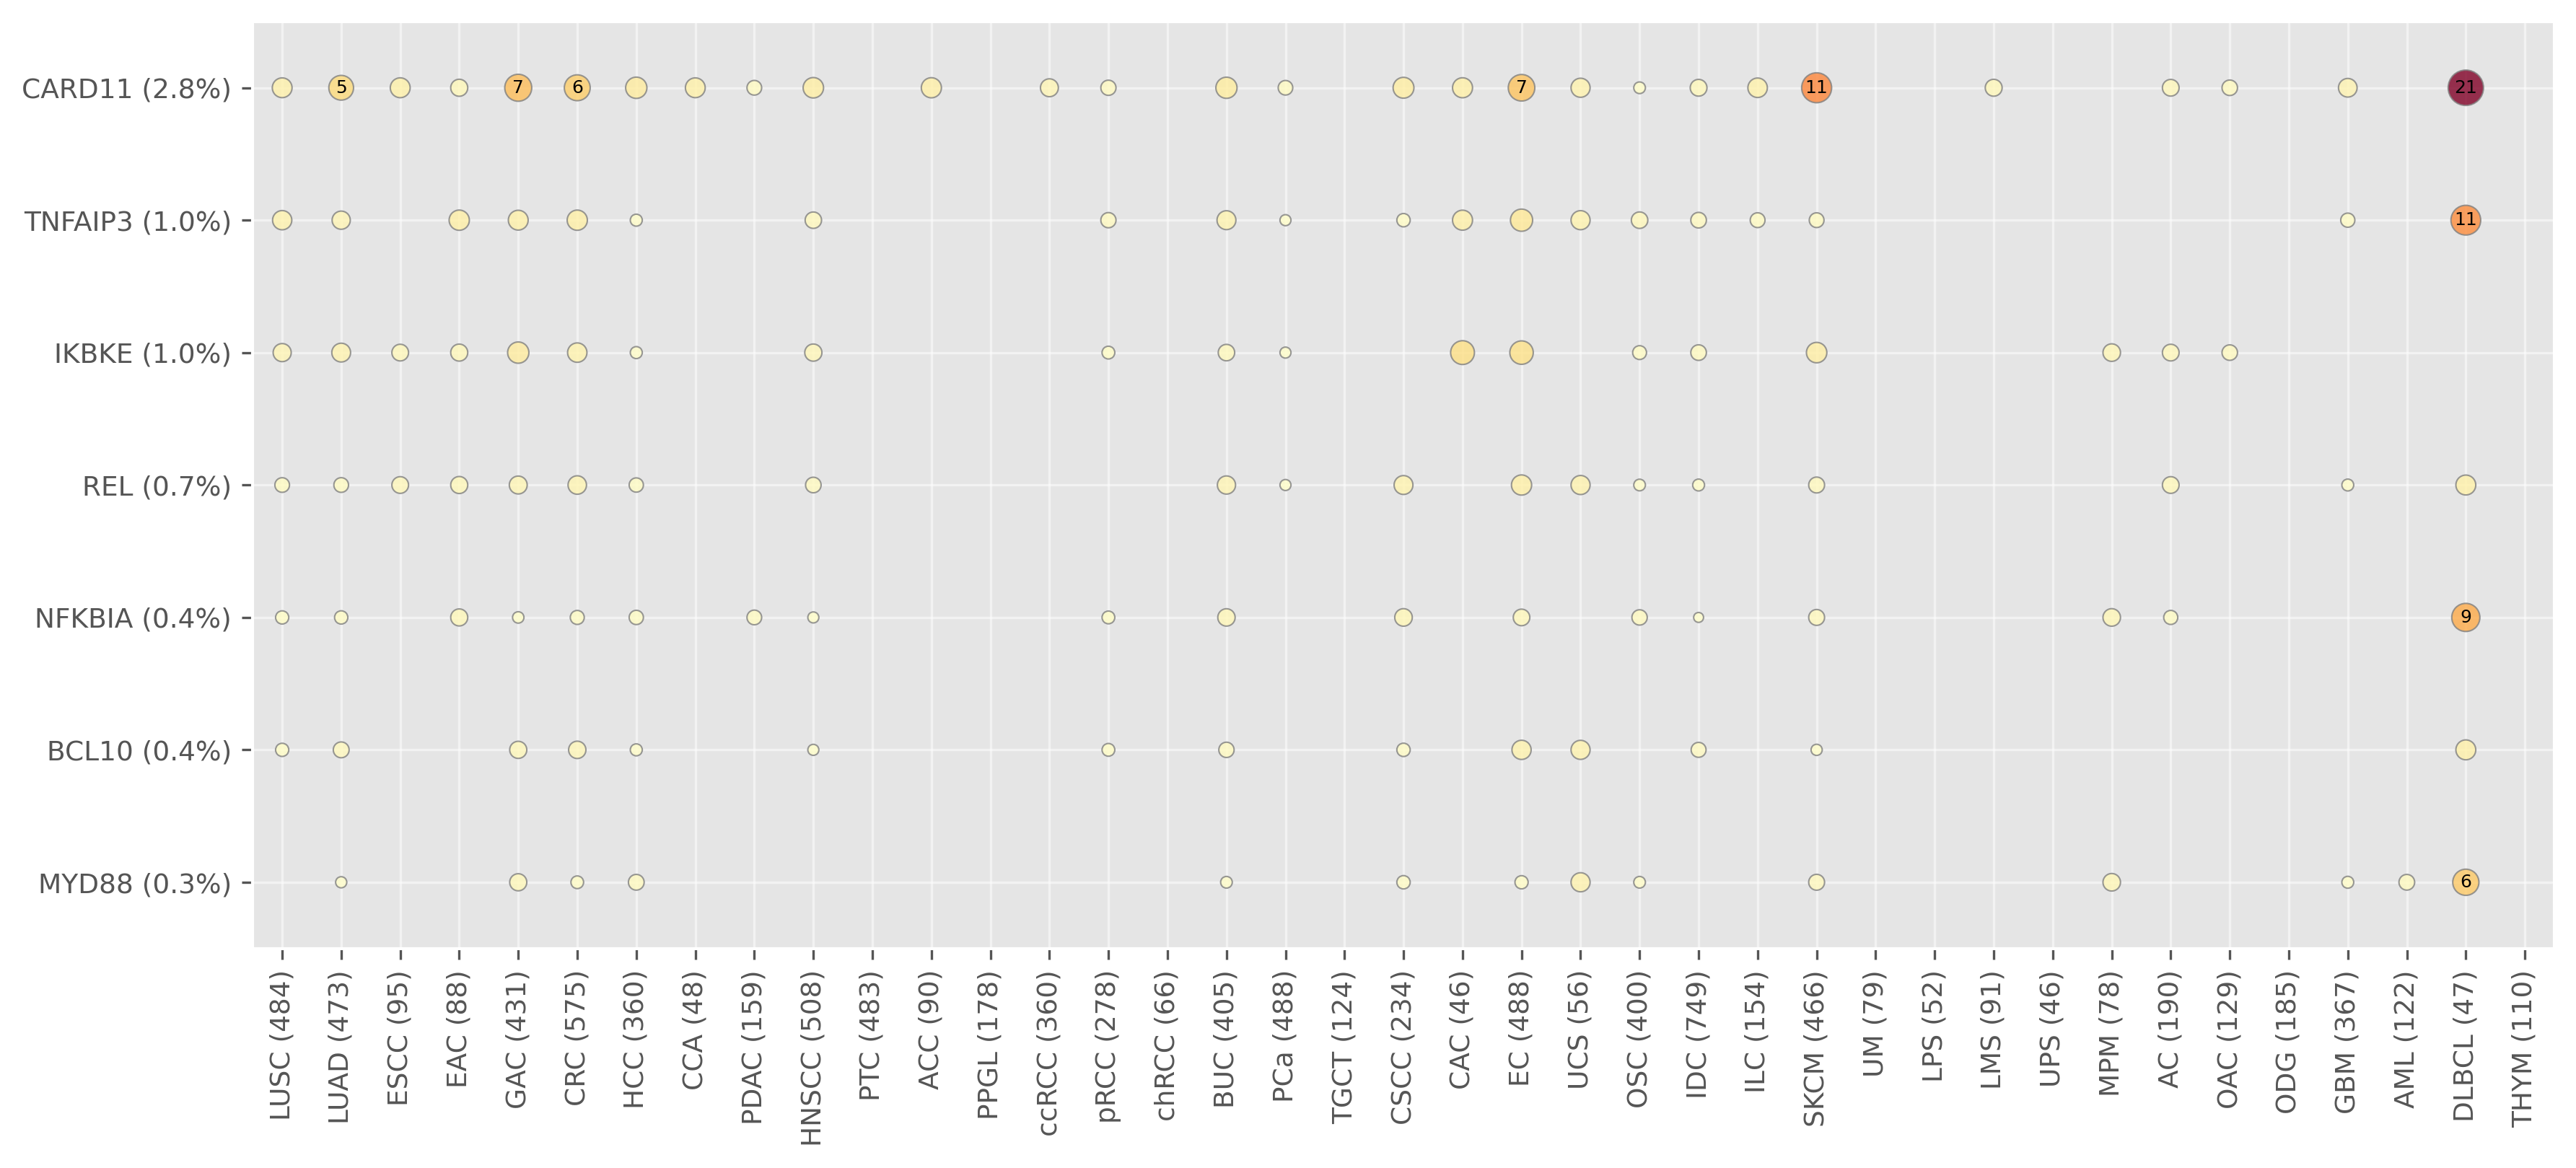 CARD11 (2.8%)
5
7
6
7
11
21
TNFAIP3 (1.0%)
11
IKBKE (1.0%)
REL (0.7%)
NFKBIA (0.4%)
9
BCL10 (0.4%)
MYD88 (0.3%)
6
LUSC (484)
LUAD (473)
ESCC (95)
EAC (88)
GAC (431)
CRC (575)
HCC (360)
CCA (48)
PDAC (159)
HNSCC (508)
PTC (483)
ACC (90)
PPGL (178)
ccRCC (360)
pRCC (278)
chRCC (66)
BUC (405)
PCa (488)
TGCT (124)
CSCC (234)
CAC (46)
EC (488)
UCS (56)
OSC (400)
IDC (749)
ILC (154)
SKCM (466)
UM (79)
LPS (52)
LMS (91)
UPS (46)
MPM (78)
AC (190)
OAC (129)
ODG (185)
GBM (367)
AML (122)
DLBCL (47)
THYM (110)